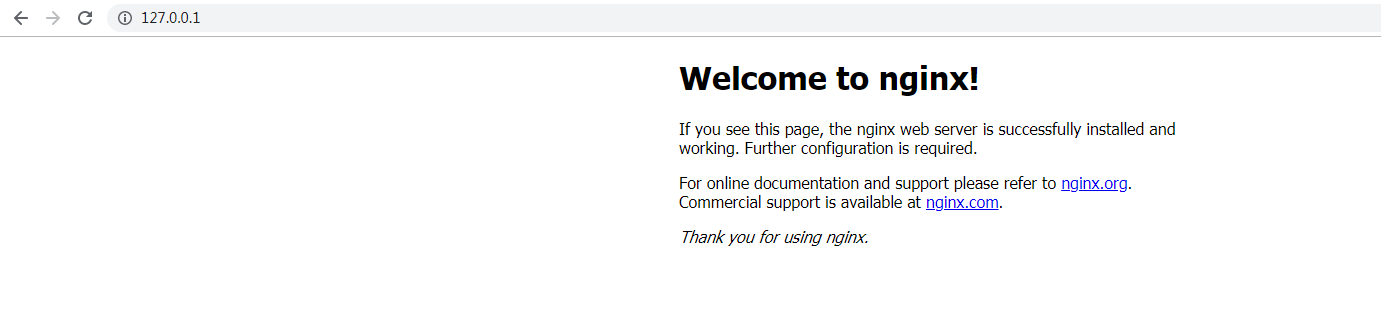 127.0.0.1
Welcome to nginx!
If you see this page, the nginx web server is successfully installed and
working. Further configuration is required.
For online documentation and support please refer to nginx.org.
Commercial support is available at nginx.com.
Thank you for using nginx.